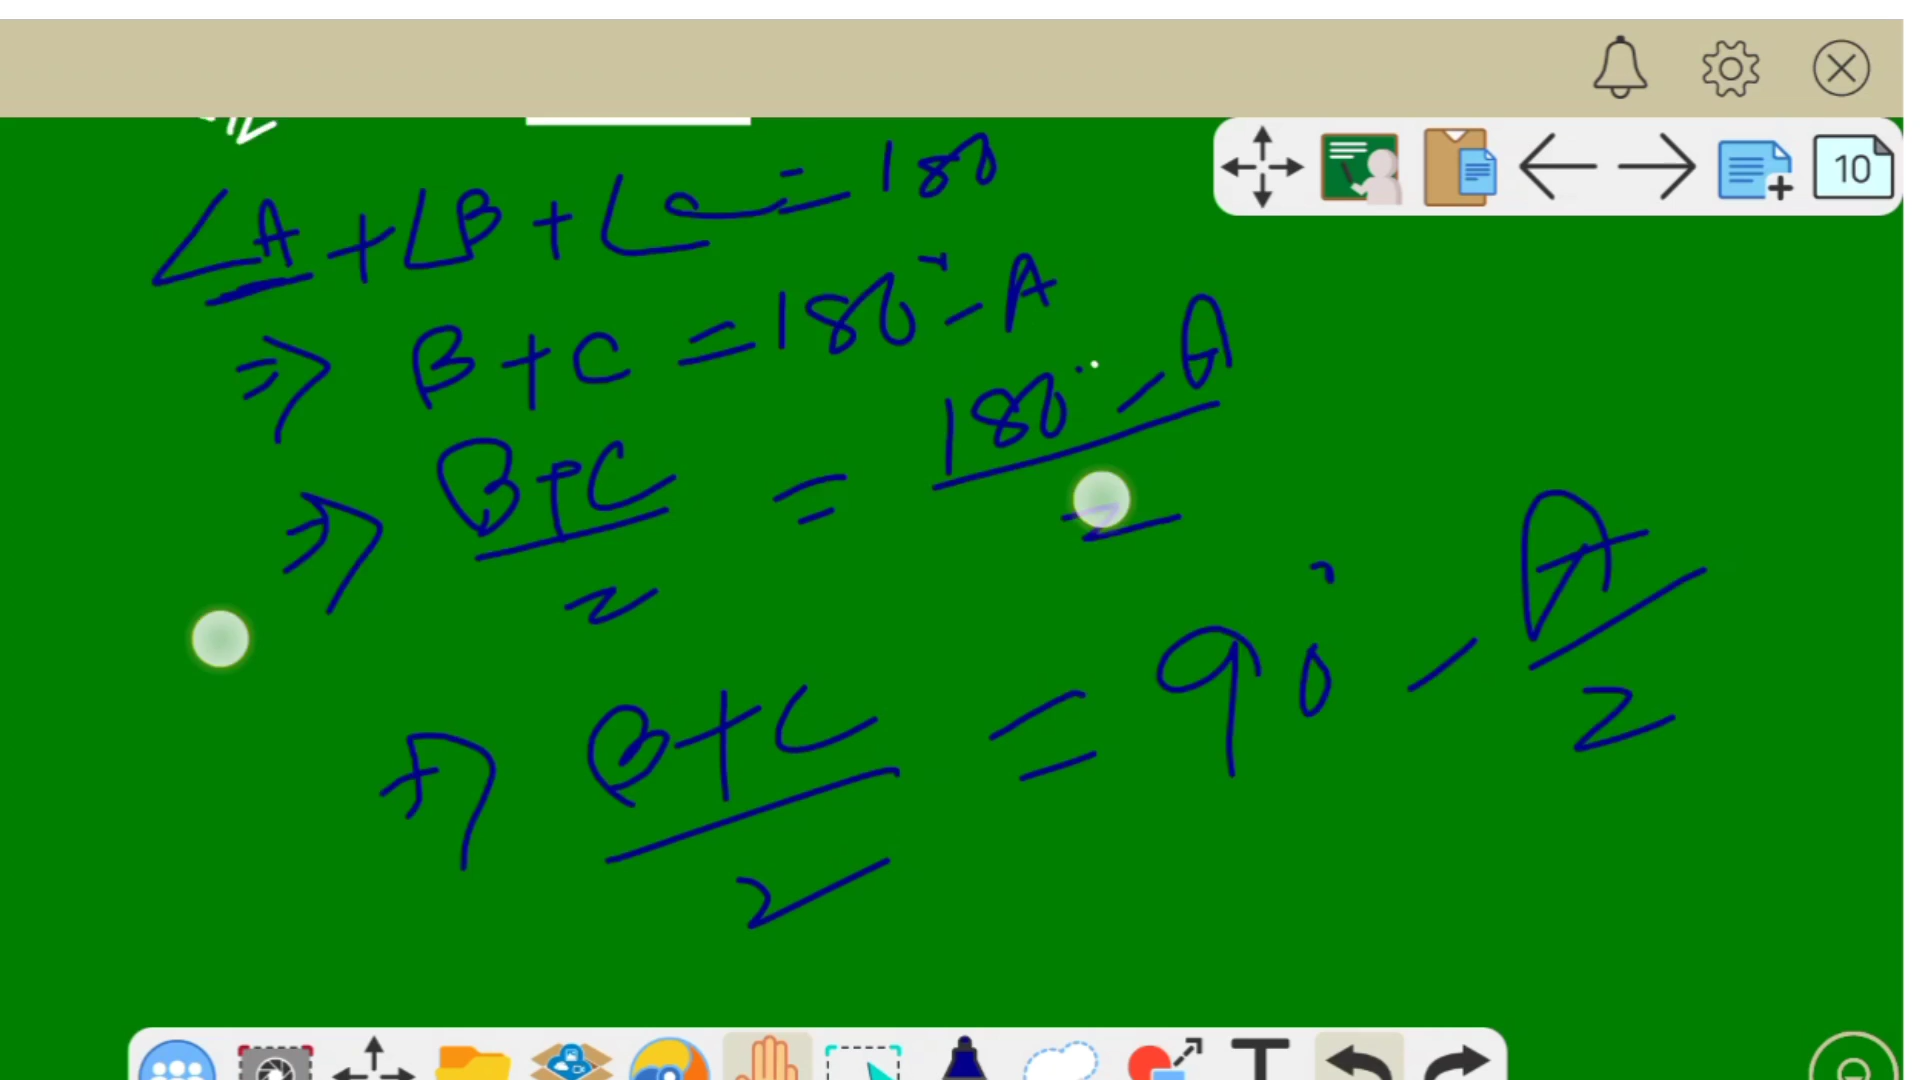 ∠A + ∠B + ∠C = 180
⇒ B + C = 180° - A
⇒ B+C/2 = 180° - A/2
⇒ B+C/2 = 90° - A/2
10
T